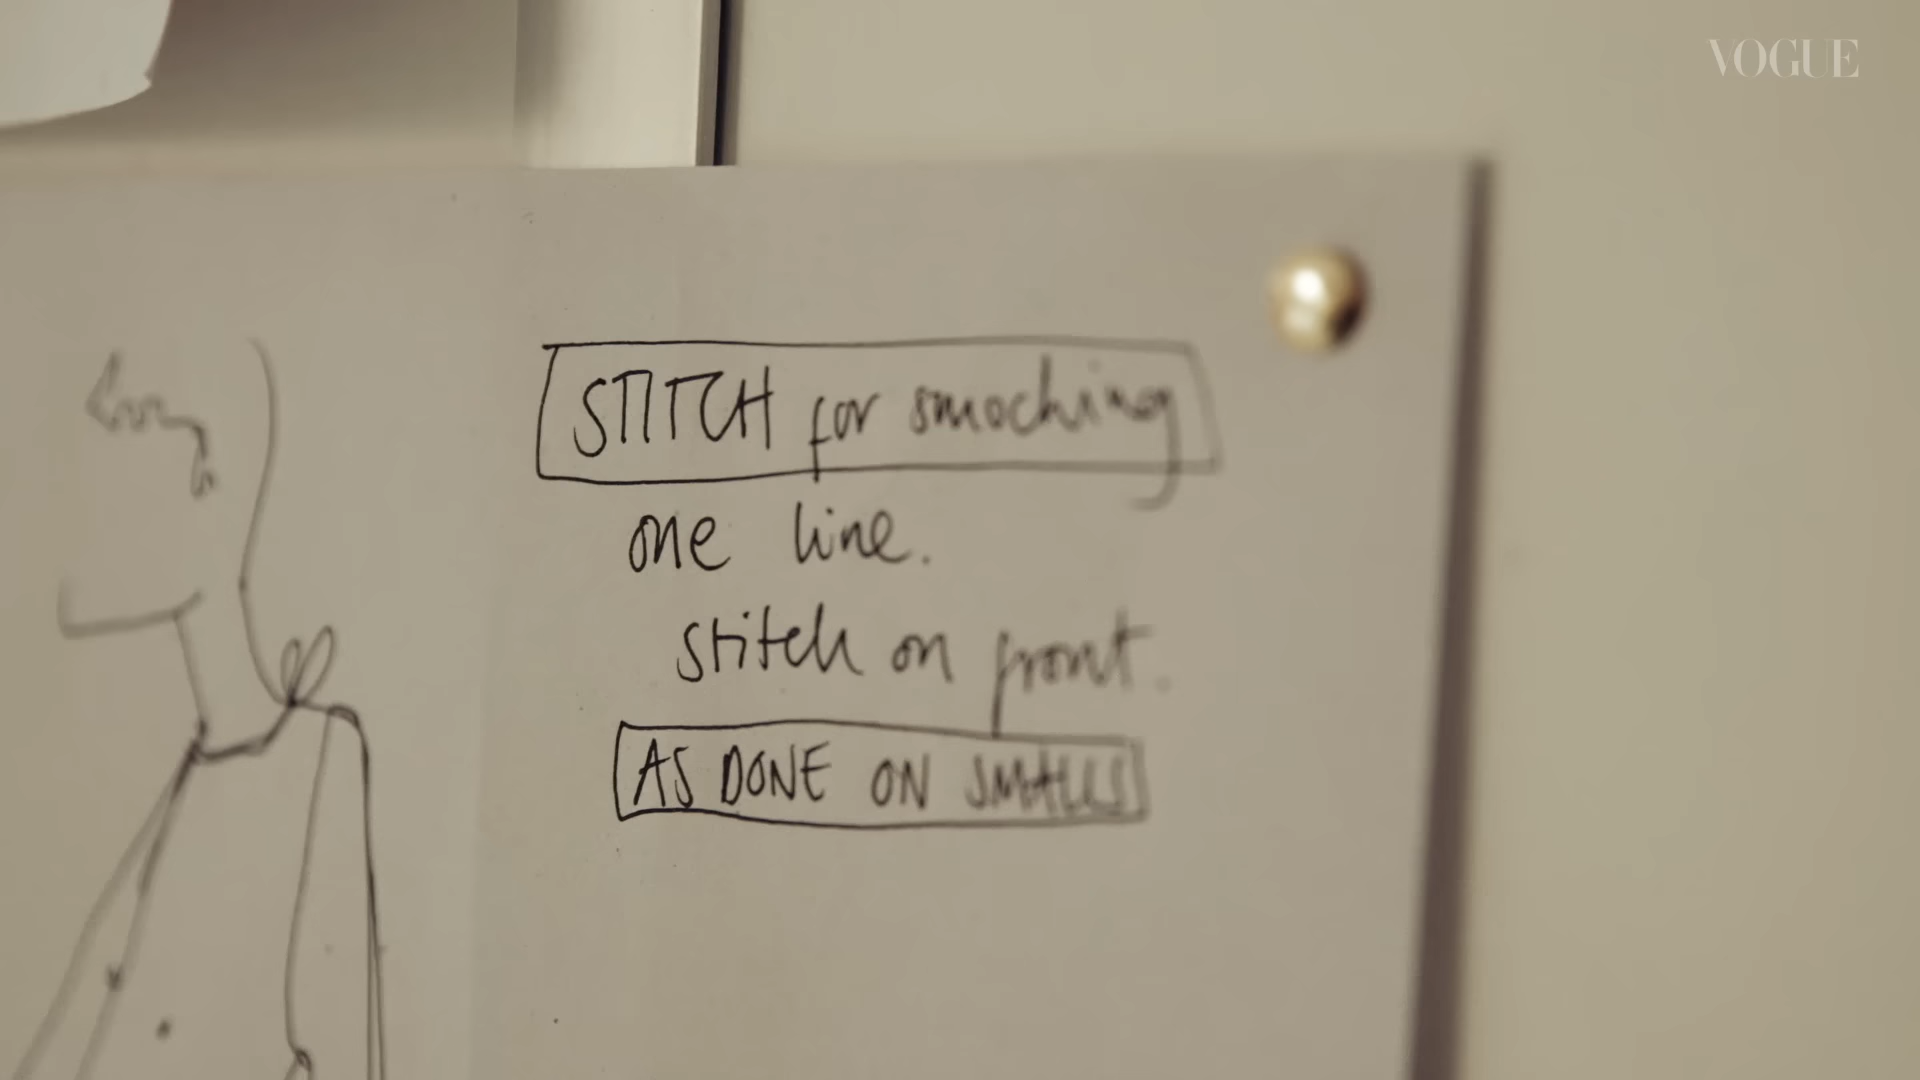 VOGUE
STITCH for smocking
one line.
stitch on front.
AS DONE ON SMALLS